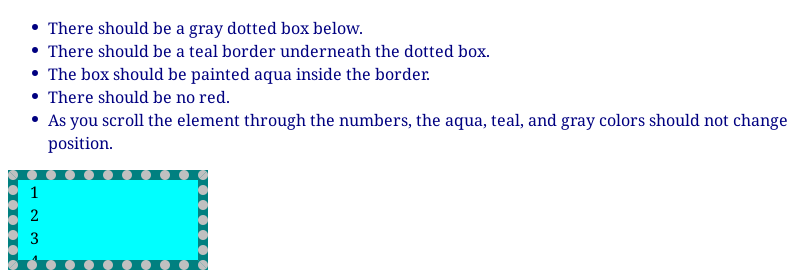 There should be a gray dotted box below.
There should be a teal border underneath the dotted box.
The box should be painted aqua inside the border.
There should be no red.
As you scroll the element through the numbers, the aqua, teal, and gray colors should not change
position.
1
2
3